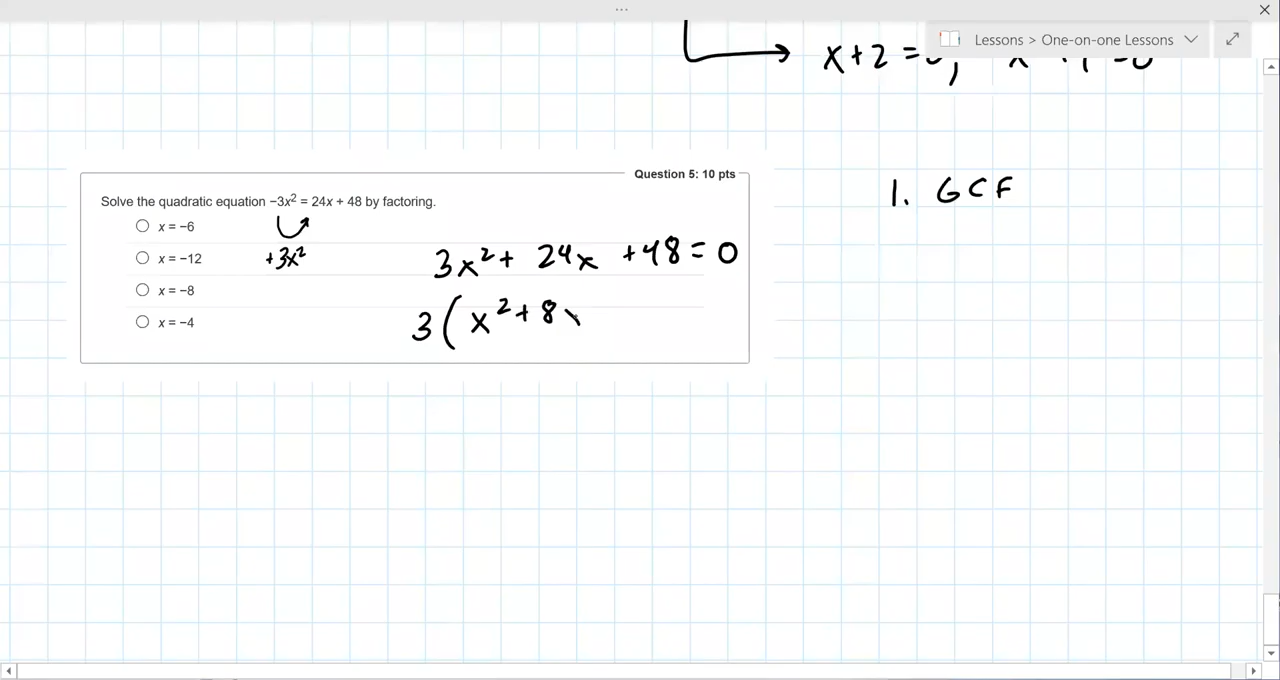 Lessons > One-on-one Lessons
x+2 =
Question 5: 10 pts
Solve the quadratic equation −3x² = 24x + 48 by factoring.
x = −6
x = −12
x = −8
x = −4
+3x²
3x² + 24x + 48 = 0
3 ( x² + 8
1. GCF